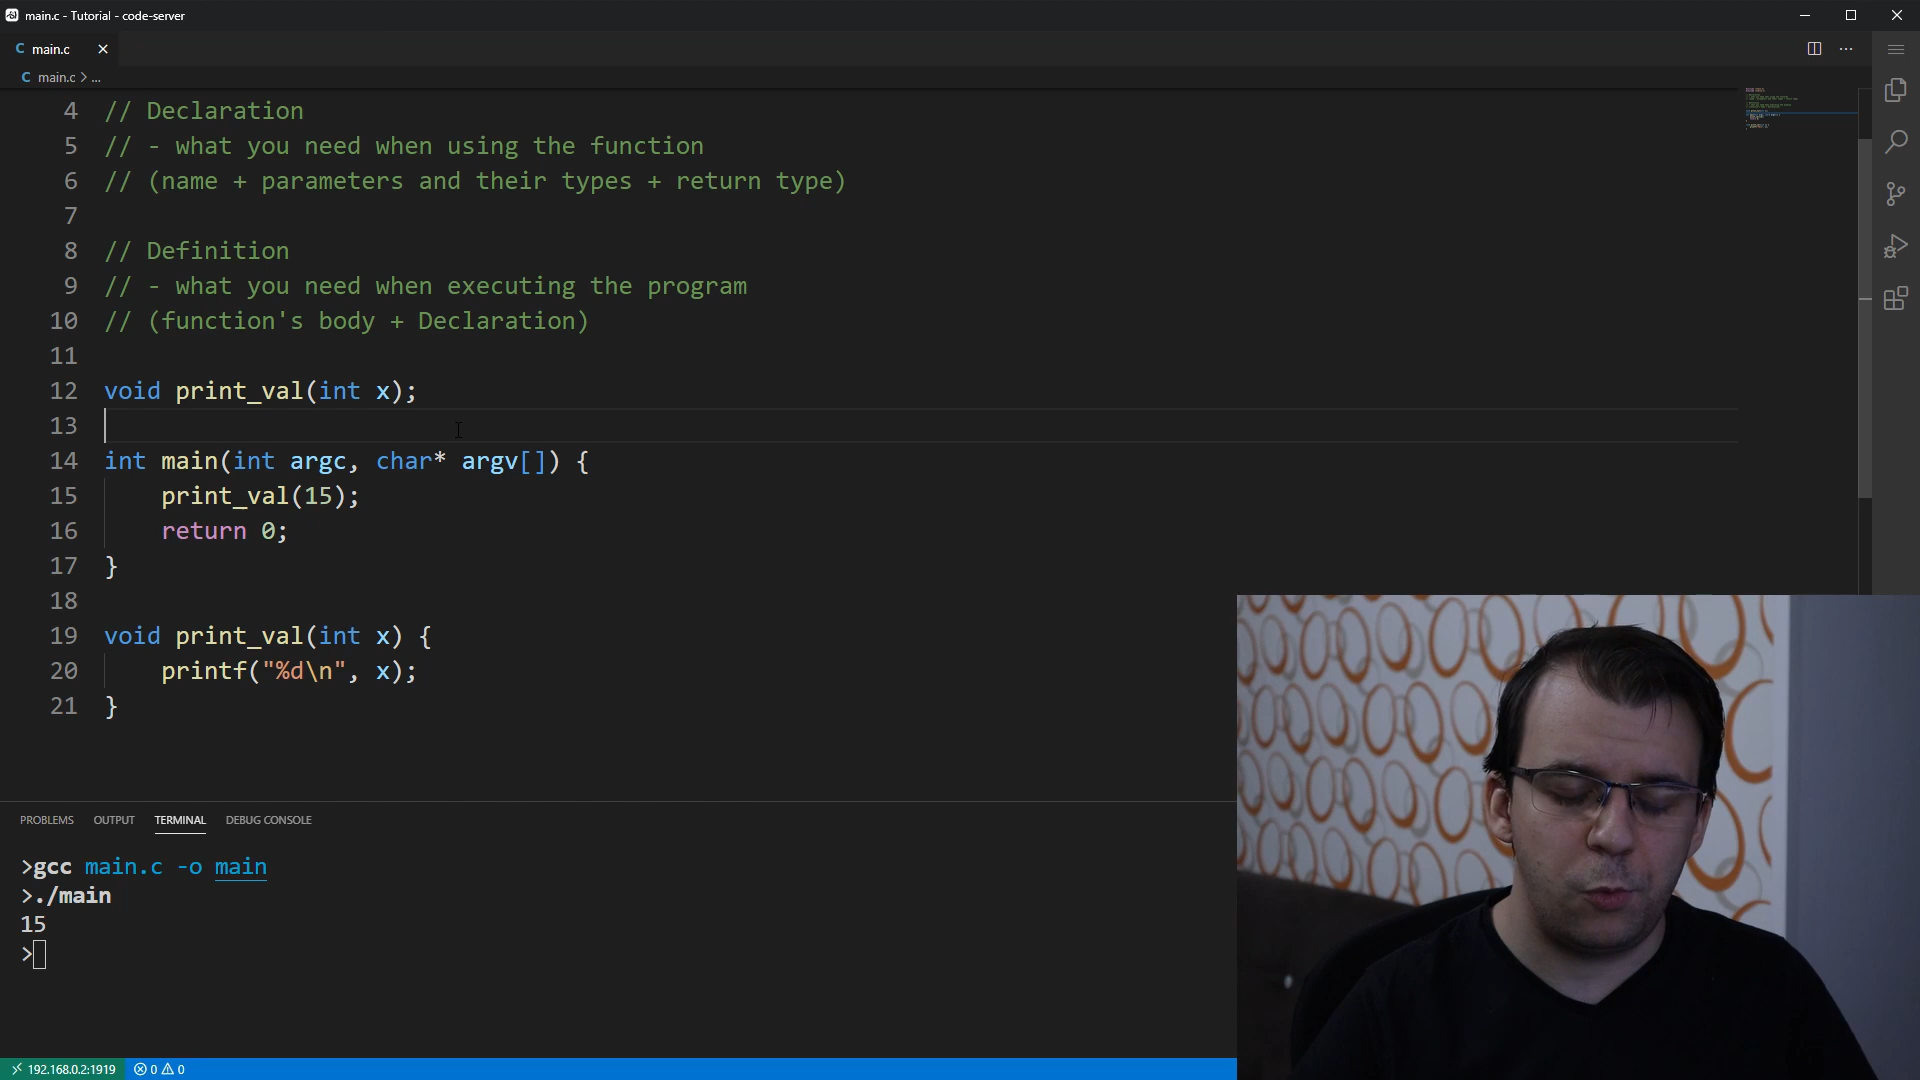 main.c - Tutorial - code-server
C main.c
C main.c > ...
4 // Declaration
5 // - what you need when using the function
6 // (name + parameters and their types + return type)
7
8 // Definition
9 // - what you need when executing the program
10 // (function's body + Declaration)
11
12 void print_val(int x);
13
14 int main(int argc, char* argv[]) {
15 print_val(15);
16 return 0;
17 }
18
19 void print_val(int x) {
20 printf("%d\n", x);
21 }
PROBLEMS OUTPUT TERMINAL DEBUG CONSOLE
>gcc main.c -o main
>./main
15
>
192.168.0.2:1919 0 0